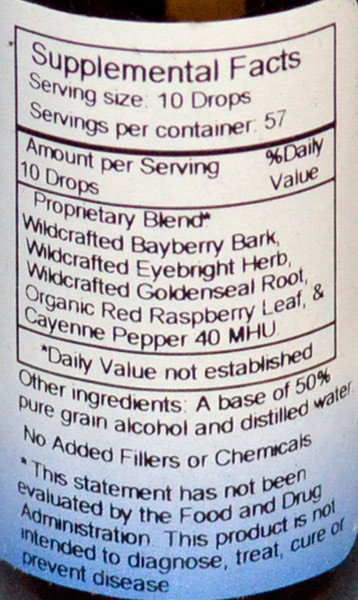 Supplemental Facts
Serving size: 10 Drops
Servings per container: 57
Amount per Serving %Daily
10 Drops Value
Proprietary Blend*
Wildcrafted Bayberry Bark,
Wildcrafted Eyebright Herb,
Wildcrafted Goldenseal Root,
Organic Red Raspberry Leaf, &
Cayenne Pepper 40 MHU
*Daily Value not established
Other ingredients: A base of 50%
pure grain alcohol and distilled water
No Added Fillers or Chemicals
*This statement has not been
evaluated by the Food and Drug
Administration. This product is not
intended to diagnose, treat, cure or
prevent disease